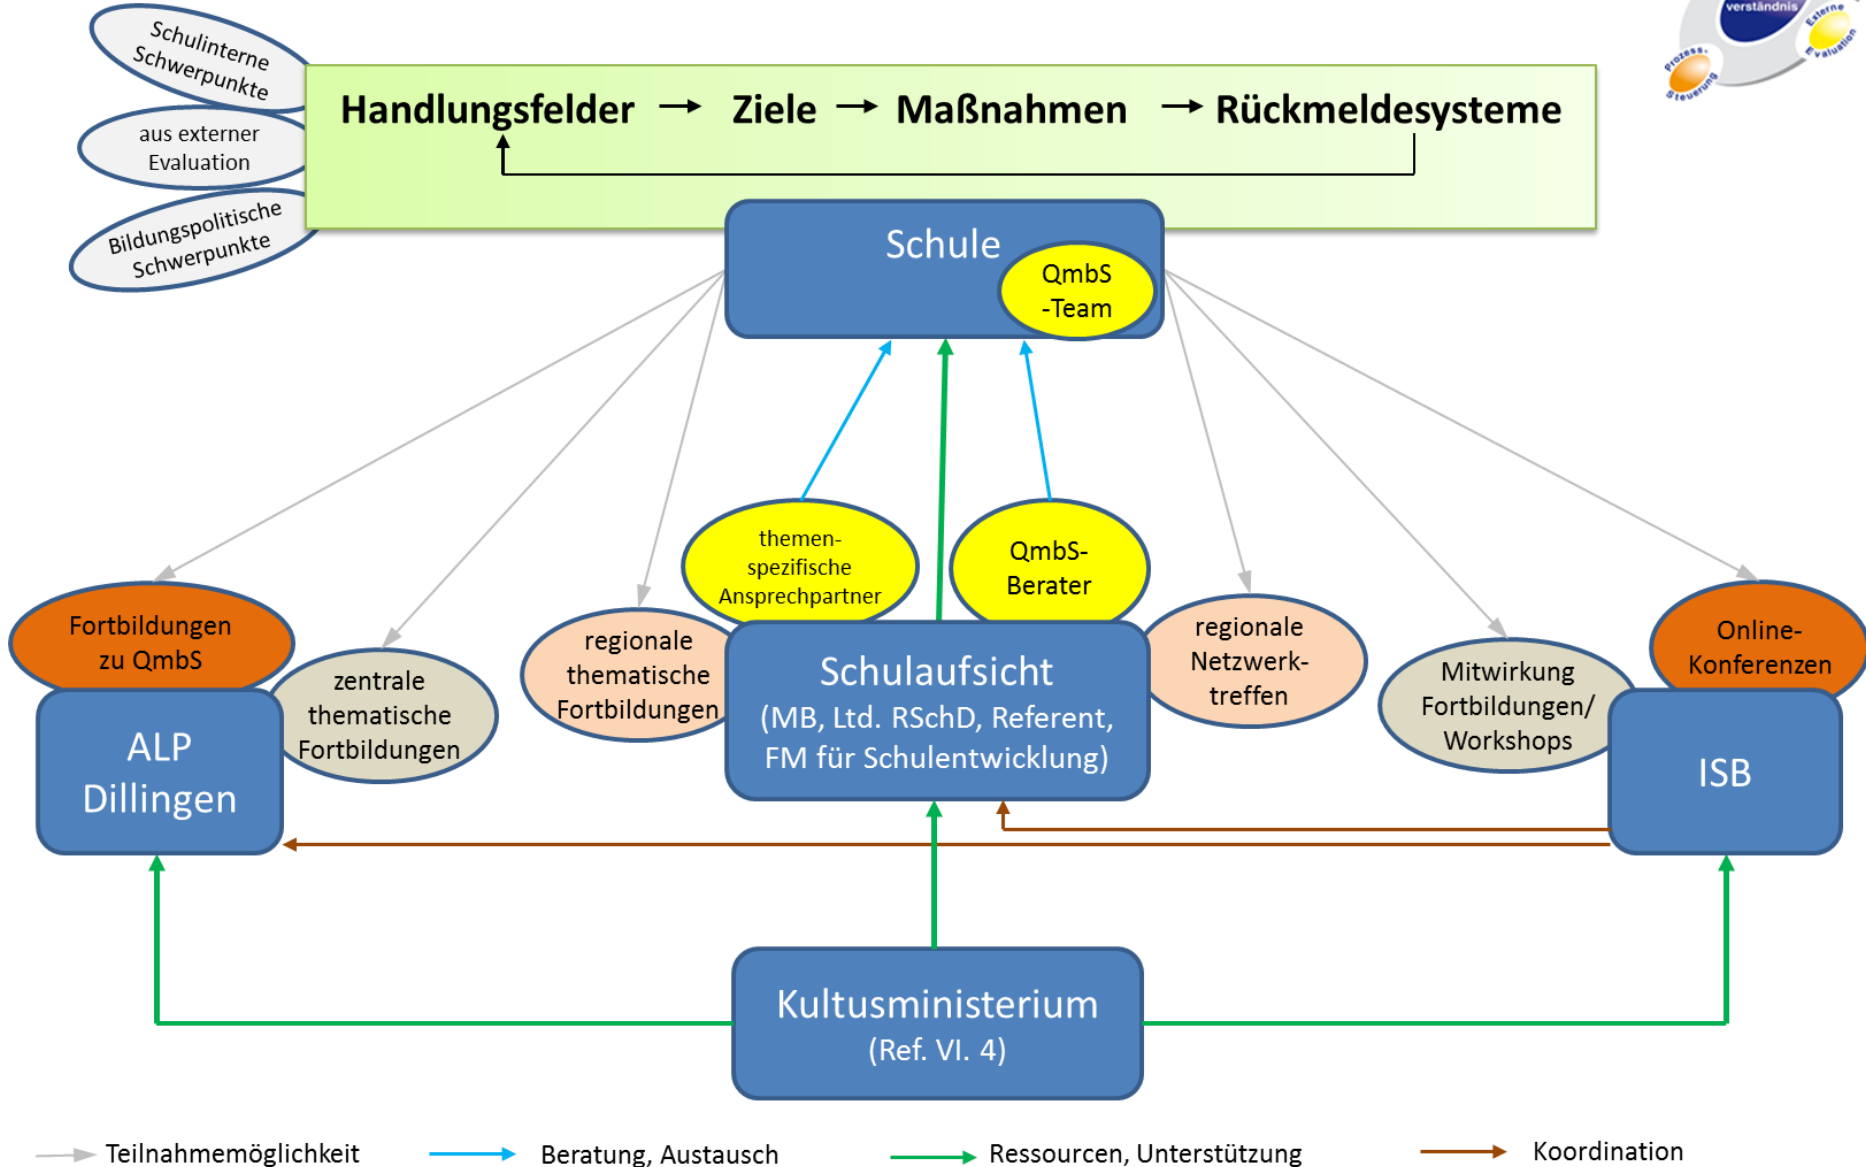 verständnis
Externe
Evaluation
Prozess-
Steuerung
Schulinterne
Schwerpunkte
aus externer
Evaluation
Bildungspolitische
Schwerpunkte
Handlungsfelder Ziele Maßnahmen Rückmeldesysteme
Schule
QmbS
-Team
themen-
spezifische
Ansprechpartner
QmbS-
Berater
Fortbildungen
zu QmbS
zentrale
thematische
Fortbildungen
regionale
thematische
Fortbildungen
regionale
Netzwerk-
treffen
Mitwirkung
Fortbildungen/
Workshops
Online-
Konferenzen
ALP
Dillingen
Schulaufsicht
(MB, Ltd. RSchD, Referent,
FM für Schulentwicklung)
ISB
Kultusministerium
(Ref. VI. 4)
Teilnahmemöglichkeit
Beratung, Austausch
Ressourcen, Unterstützung
Koordination